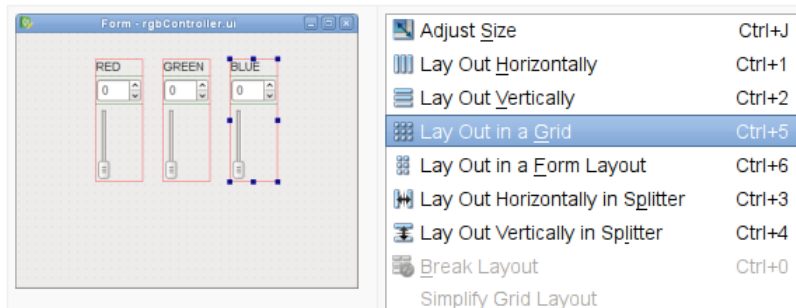 Form - rgbController.ui
RED GREEN BLUE
0 0 0
Adjust Size Ctrl+J
Lay Out Horizontally Ctrl+1
Lay Out Vertically Ctrl+2
Lay Out in a Grid Ctrl+5
Lay Out in a Form Layout Ctrl+6
Lay Out Horizontally in Splitter Ctrl+3
Lay Out Vertically in Splitter Ctrl+4
Break Layout Ctrl+0
Simplify Grid Layout